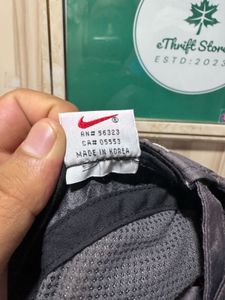 eThrift Store
ESTD:2023
®
RN# 56323
CA# 05553
MADE IN KOREA